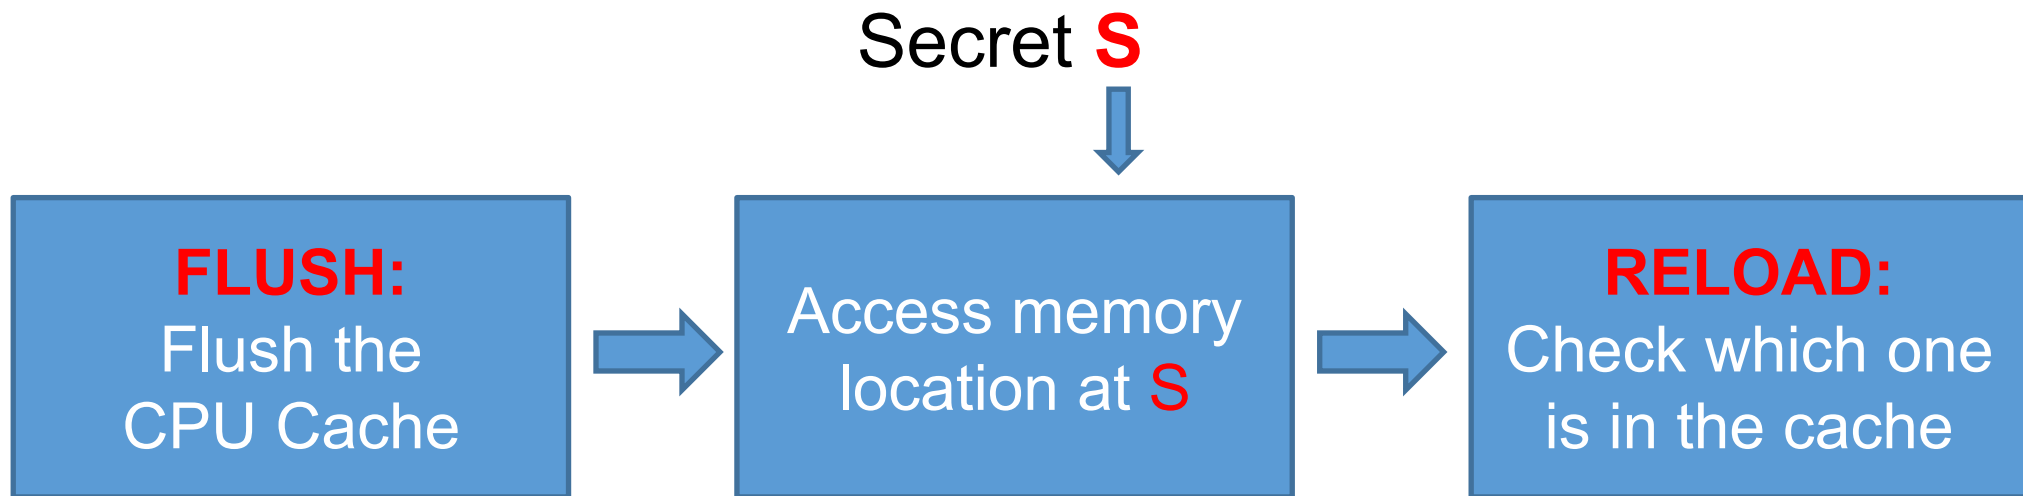 Secret S
FLUSH:
Flush the
CPU Cache
Access memory
location at S
RELOAD:
Check which one
is in the cache